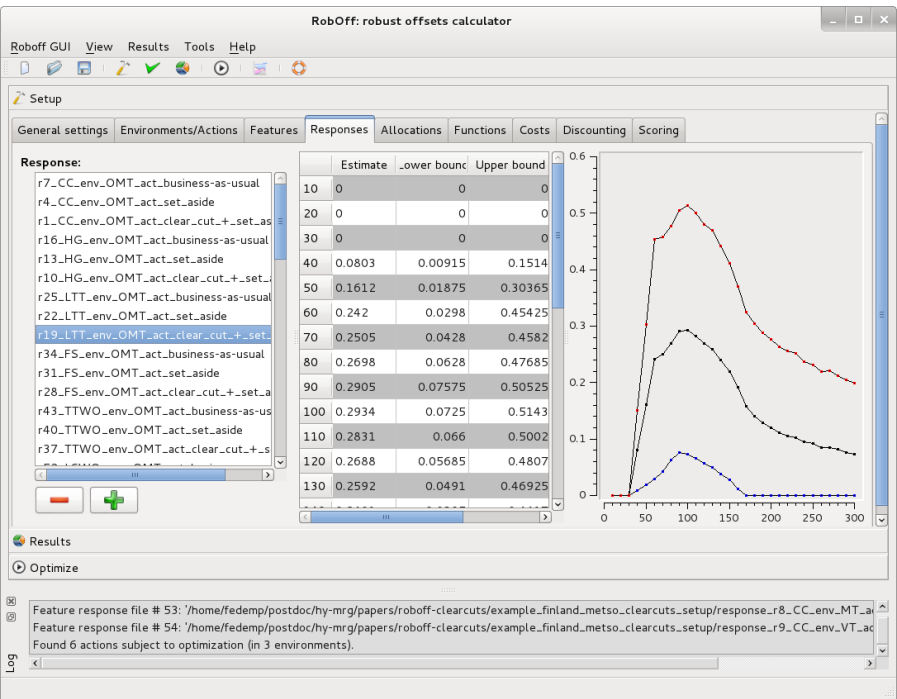 RobOff: robust offsets calculator
Roboff GUI View Results Tools Help
Setup
General settings Environments/Actions Features Responses Allocations Functions Costs Discounting Scoring
Response:
r7_CC_env_OMT_act_business-as-usual
r4_CC_env_OMT_act_set_aside
r1_CC_env_OMT_act_clear_cut_+_set_as
r16_HG_env_OMT_act_business-as-usual
r13_HG_env_OMT_act_set_aside
r10_HG_env_OMT_act_clear_cut_+_set_
r25_LTT_env_OMT_act_business-as-usual
r22_LTT_env_OMT_act_set_aside
r19_LTT_env_OMT_act_clear_cut_+_set_
r34_FS_env_OMT_act_business-as-usual
r31_FS_env_OMT_act_set_aside
r28_FS_env_OMT_act_clear_cut_+_set_a
r43_TTWO_env_OMT_act_business-as-us
r40_TTWO_env_OMT_act_set_aside
r37_TTWO_env_OMT_act_clear_cut_+_s
Estimate Lower bound Upper bound
10 0 0 0
20 0 0 0
30 0 0 0
40 0.0803 0.00915 0.1514
50 0.1612 0.01875 0.30365
60 0.242 0.0298 0.45425
70 0.2505 0.0428 0.4582
80 0.2698 0.0628 0.47685
90 0.2905 0.07575 0.50525
100 0.2934 0.0725 0.5143
110 0.2831 0.066 0.5002
120 0.2688 0.05685 0.4807
130 0.2592 0.0491 0.46925
0.6
0.5
0.4
0.3
0.2
0.1
0
0 50 100 150 200 250 300
Results
Optimize
Log
Feature response file # 53: '/home/fedemp/postdoc/hy-mrg/papers/roboff-clearcuts/example_finland_metso_clearcuts_setup/response_r8_CC_env_MT_a
Feature response file # 54: '/home/fedemp/postdoc/hy-mrg/papers/roboff-clearcuts/example_finland_metso_clearcuts_setup/response_r9_CC_env_VT_ac
Found 6 actions subject to optimization (in 3 environments).